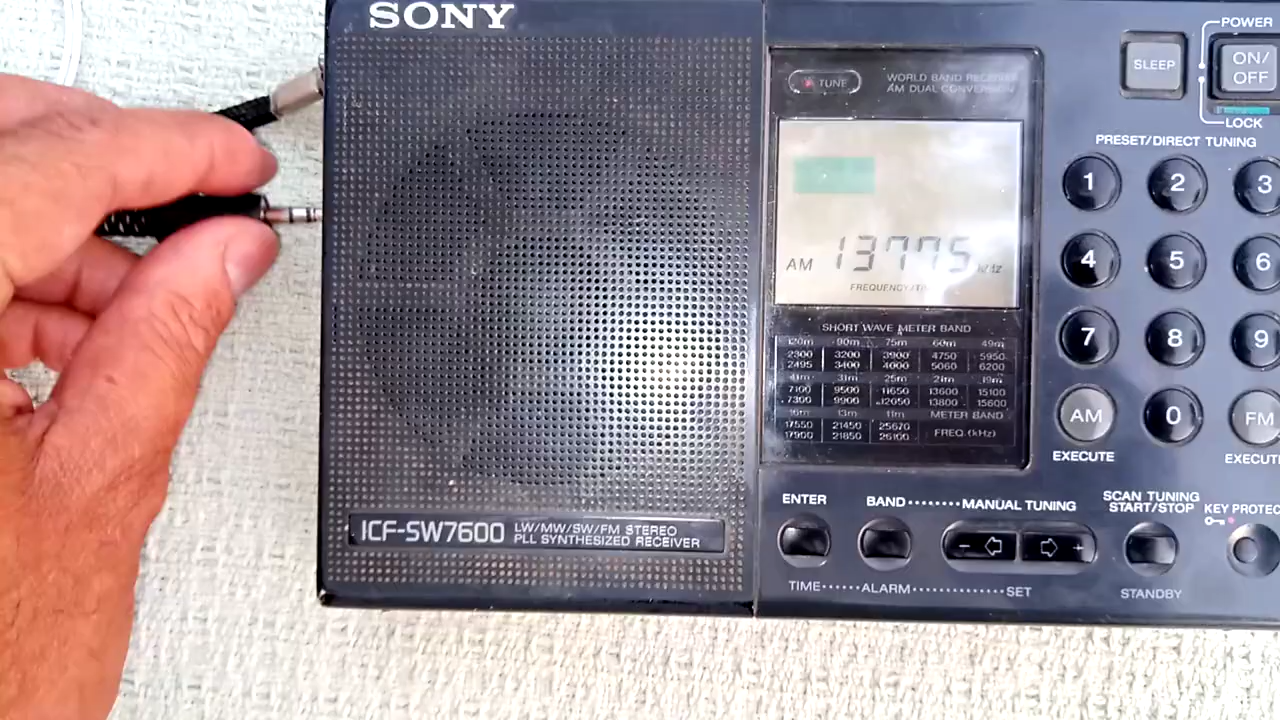 SONY
TUNE
WORLD BAND RECEIVER
AM DUAL CONVERSION
SLEEP
POWER
ON/
OFF
LOCK
PRESET/DIRECT TUNING
1 2 3
4 5 6
7 8 9
AM 0 FM
EXECUTE
AM 13775 kHz
SHORT WAVE METER BAND
120m 90m 75m 60m 49m
2300 3200 3900 4750 5950
2495 3400 4000 5060 6200
41m 31m 25m 21m 19m
7100 9500 11650 13600 15100
7300 9900 12050 13800 15600
16m 13m 11m METER BAND
17550 21450 25670 FREQ.(kHz)
17900 21850 26100
ICF-SW7600 LW/MW/SW/FM STEREO
PLL SYNTHESIZED RECEIVER
ENTER BAND MANUAL TUNING
SCAN TUNING
START/STOP
KEY PROTEC
- +
TIME ALARM SET
STANDBY